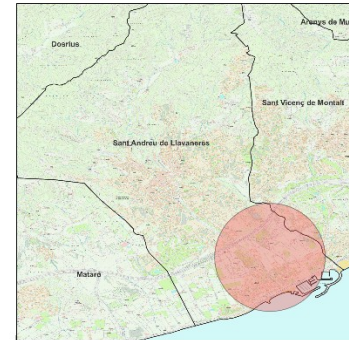 Arenys de Mu
Dosrius
Sant Vicenç de Montalt
Sant Andreu de Llavaneres
Mataró